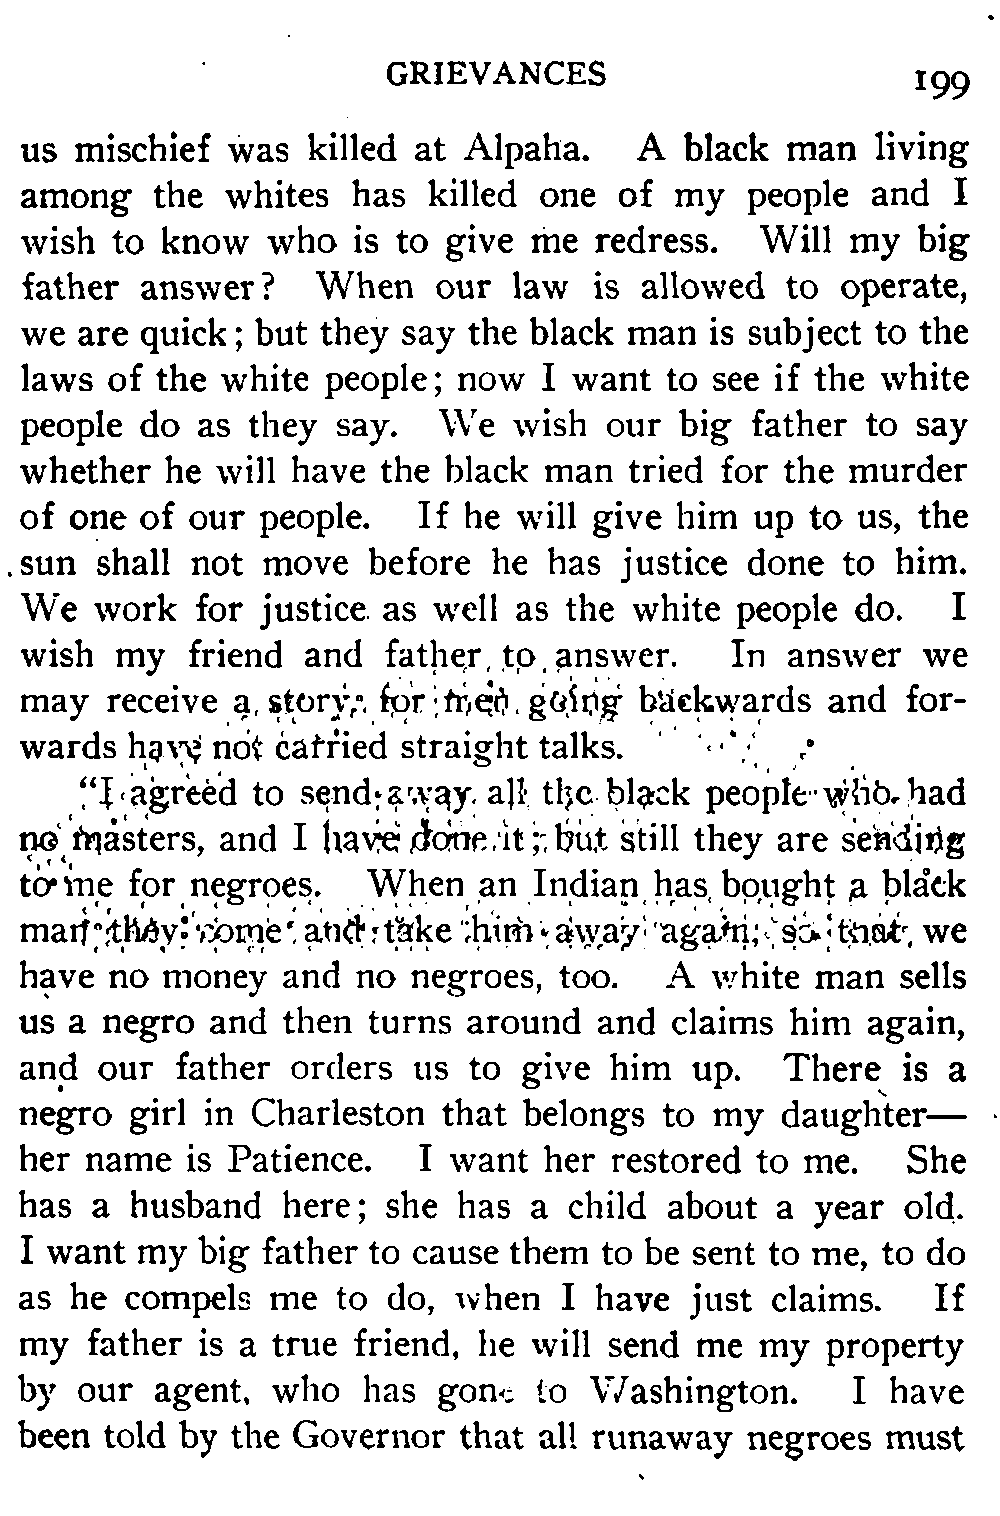 GRIEVANCES 199
us mischief was killed at Alpaha. A black man living
among the whites has killed one of my people and I
wish to know who is to give me redress. Will my big
father answer? When our law is allowed to operate,
we are quick; but they say the black man is subject to the
laws of the white people; now I want to see if the white
people do as they say. We wish our big father to say
whether he will have the black man tried for the murder
of one of our people. If he will give him up to us, the
sun shall not move before he has justice done to him.
We work for justice as well as the white people do. I
wish my friend and father to answer. In answer we
may receive a story, for men going backwards and for-
wards have not carried straight talks.
"I agreed to send away all the black people who had
no masters, and I have done it; but still they are sending
to me for negroes. When an Indian has bought a black
man they come and take him away again, so that we
have no money and no negroes, too. A white man sells
us a negro and then turns around and claims him again,
and our father orders us to give him up. There is a
negro girl in Charleston that belongs to my daughter—
her name is Patience. I want her restored to me. She
has a husband here; she has a child about a year old.
I want my big father to cause them to be sent to me, to do
as he compels me to do, when I have just claims. If
my father is a true friend, he will send me my property
by our agent, who has gone to Washington. I have
been told by the Governor that all runaway negroes must